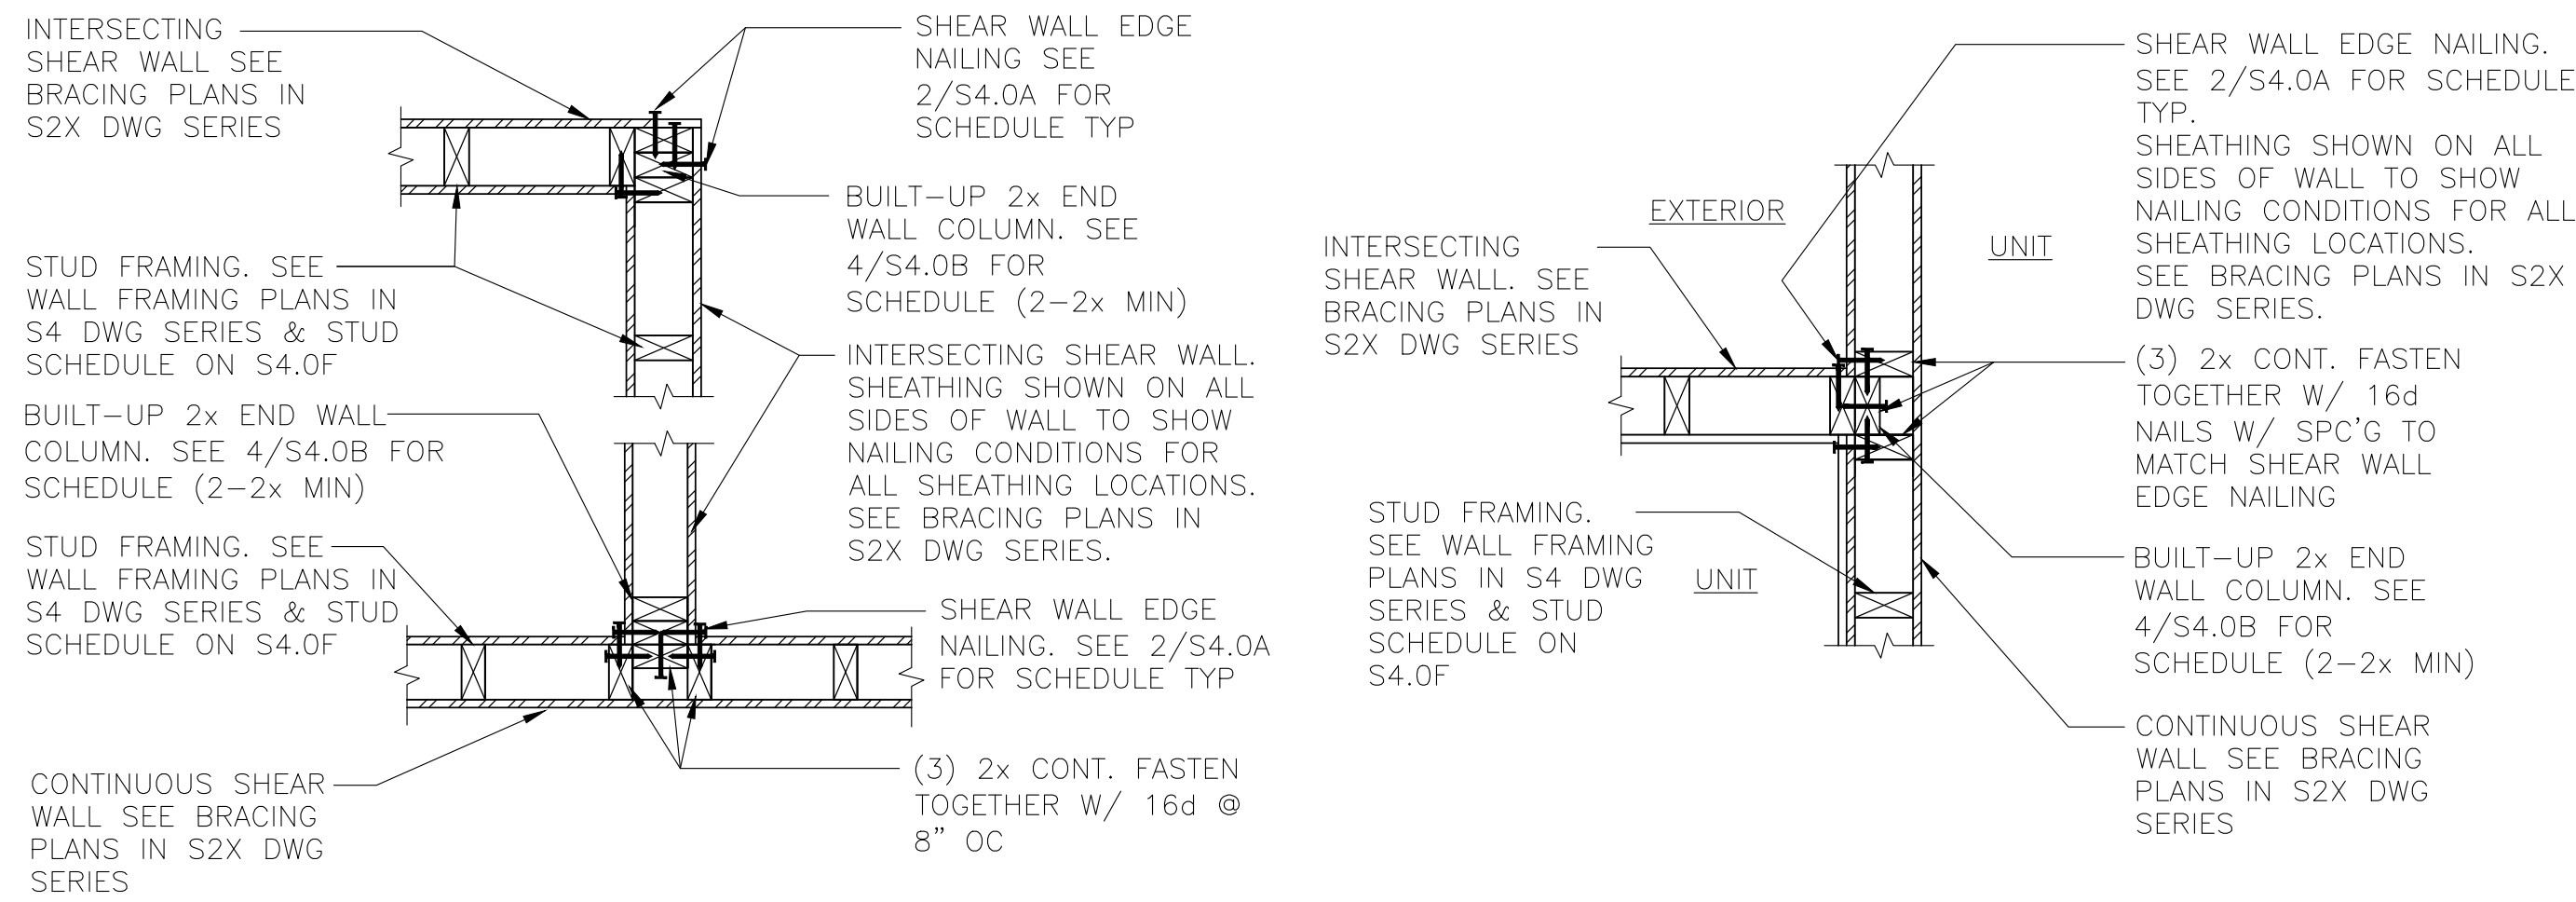 INTERSECTING
SHEAR WALL SEE
BRACING PLANS IN
S2X DWG SERIES
SHEAR WALL EDGE
NAILING SEE
2/S4.0A FOR
SCHEDULE TYP
BUILT-UP 2x END
WALL COLUMN. SEE
4/S4.0B FOR
SCHEDULE (2-2x MIN)
STUD FRAMING. SEE
WALL FRAMING PLANS IN
S4 DWG SERIES & STUD
SCHEDULE ON S4.0F
INTERSECTING SHEAR WALL.
SHEATHING SHOWN ON ALL
SIDES OF WALL TO SHOW
NAILING CONDITIONS FOR
ALL SHEATHING LOCATIONS.
SEE BRACING PLANS IN
S2X DWG SERIES.
BUILT-UP 2x END WALL
COLUMN. SEE 4/S4.0B FOR
SCHEDULE (2-2x MIN)
STUD FRAMING. SEE
WALL FRAMING PLANS IN
S4 DWG SERIES & STUD
SCHEDULE ON S4.0F
SHEAR WALL EDGE
NAILING. SEE 2/S4.0A
FOR SCHEDULE TYP
(3) 2x CONT. FASTEN
TOGETHER W/ 16d @
8” OC
CONTINUOUS SHEAR
WALL SEE BRACING
PLANS IN S2X DWG
SERIES
SHEAR WALL EDGE NAILING.
SEE 2/S4.0A FOR SCHEDULE
TYP.
SHEATHING SHOWN ON ALL
SIDES OF WALL TO SHOW
NAILING CONDITIONS FOR ALL
SHEATHING LOCATIONS.
SEE BRACING PLANS IN S2X
DWG SERIES.
EXTERIOR
UNIT
INTERSECTING
SHEAR WALL. SEE
BRACING PLANS IN
S2X DWG SERIES
(3) 2x CONT. FASTEN
TOGETHER W/ 16d
NAILS W/ SPC’G TO
MATCH SHEAR WALL
EDGE NAILING
STUD FRAMING.
SEE WALL FRAMING
PLANS IN S4 DWG
SERIES & STUD
SCHEDULE ON
S4.0F
UNIT
BUILT-UP 2x END
WALL COLUMN. SEE
4/S4.0B FOR
SCHEDULE (2-2x MIN)
CONTINUOUS SHEAR
WALL SEE BRACING
PLANS IN S2X DWG
SERIES